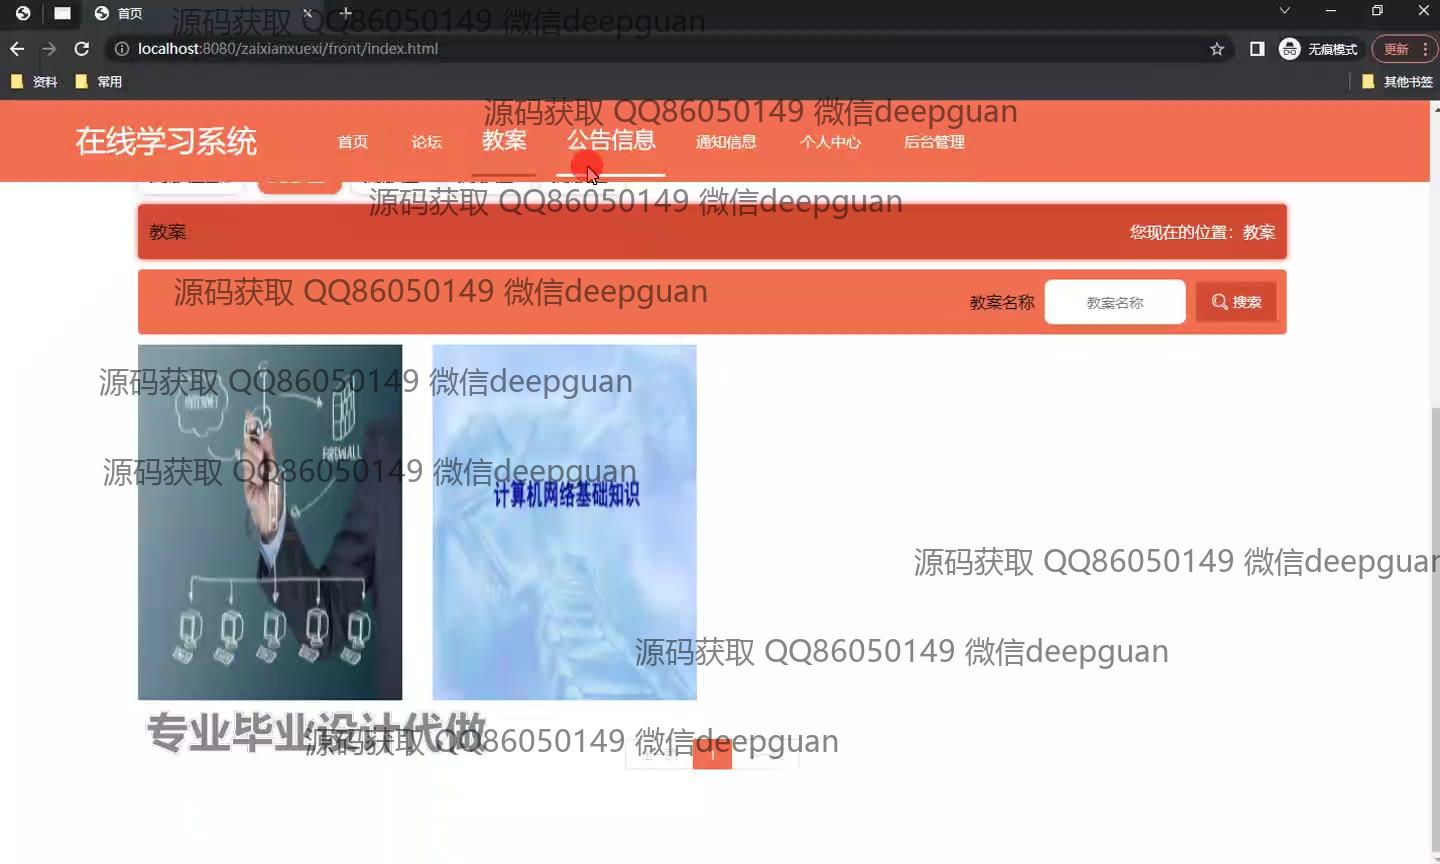 首页
源码获取 QQ86050149 微信deepguan
localhost:8080/zaixianxuexi/front/index.html
无痕模式
更新
资料
常用
其他书签
源码获取 QQ86050149 微信deepguan
在线学习系统
首页
论坛
教案
公告信息
通知信息
个人中心
后台管理
源码获取 QQ86050149 微信deepguan
教案
您现在的位置：教案
源码获取 QQ86050149 微信deepguan
教案名称
教案名称
搜索
源码获取 QQ86050149 微信deepguan
INTERNET
FIREWALL
源码获取 QQ86050149 微信deepguan
计算机网络基础知识
源码获取 QQ86050149 微信deepguan
源码获取 QQ86050149 微信deepguan
专业毕业设计代做
源码获取 QQ86050149 微信deepguan
1